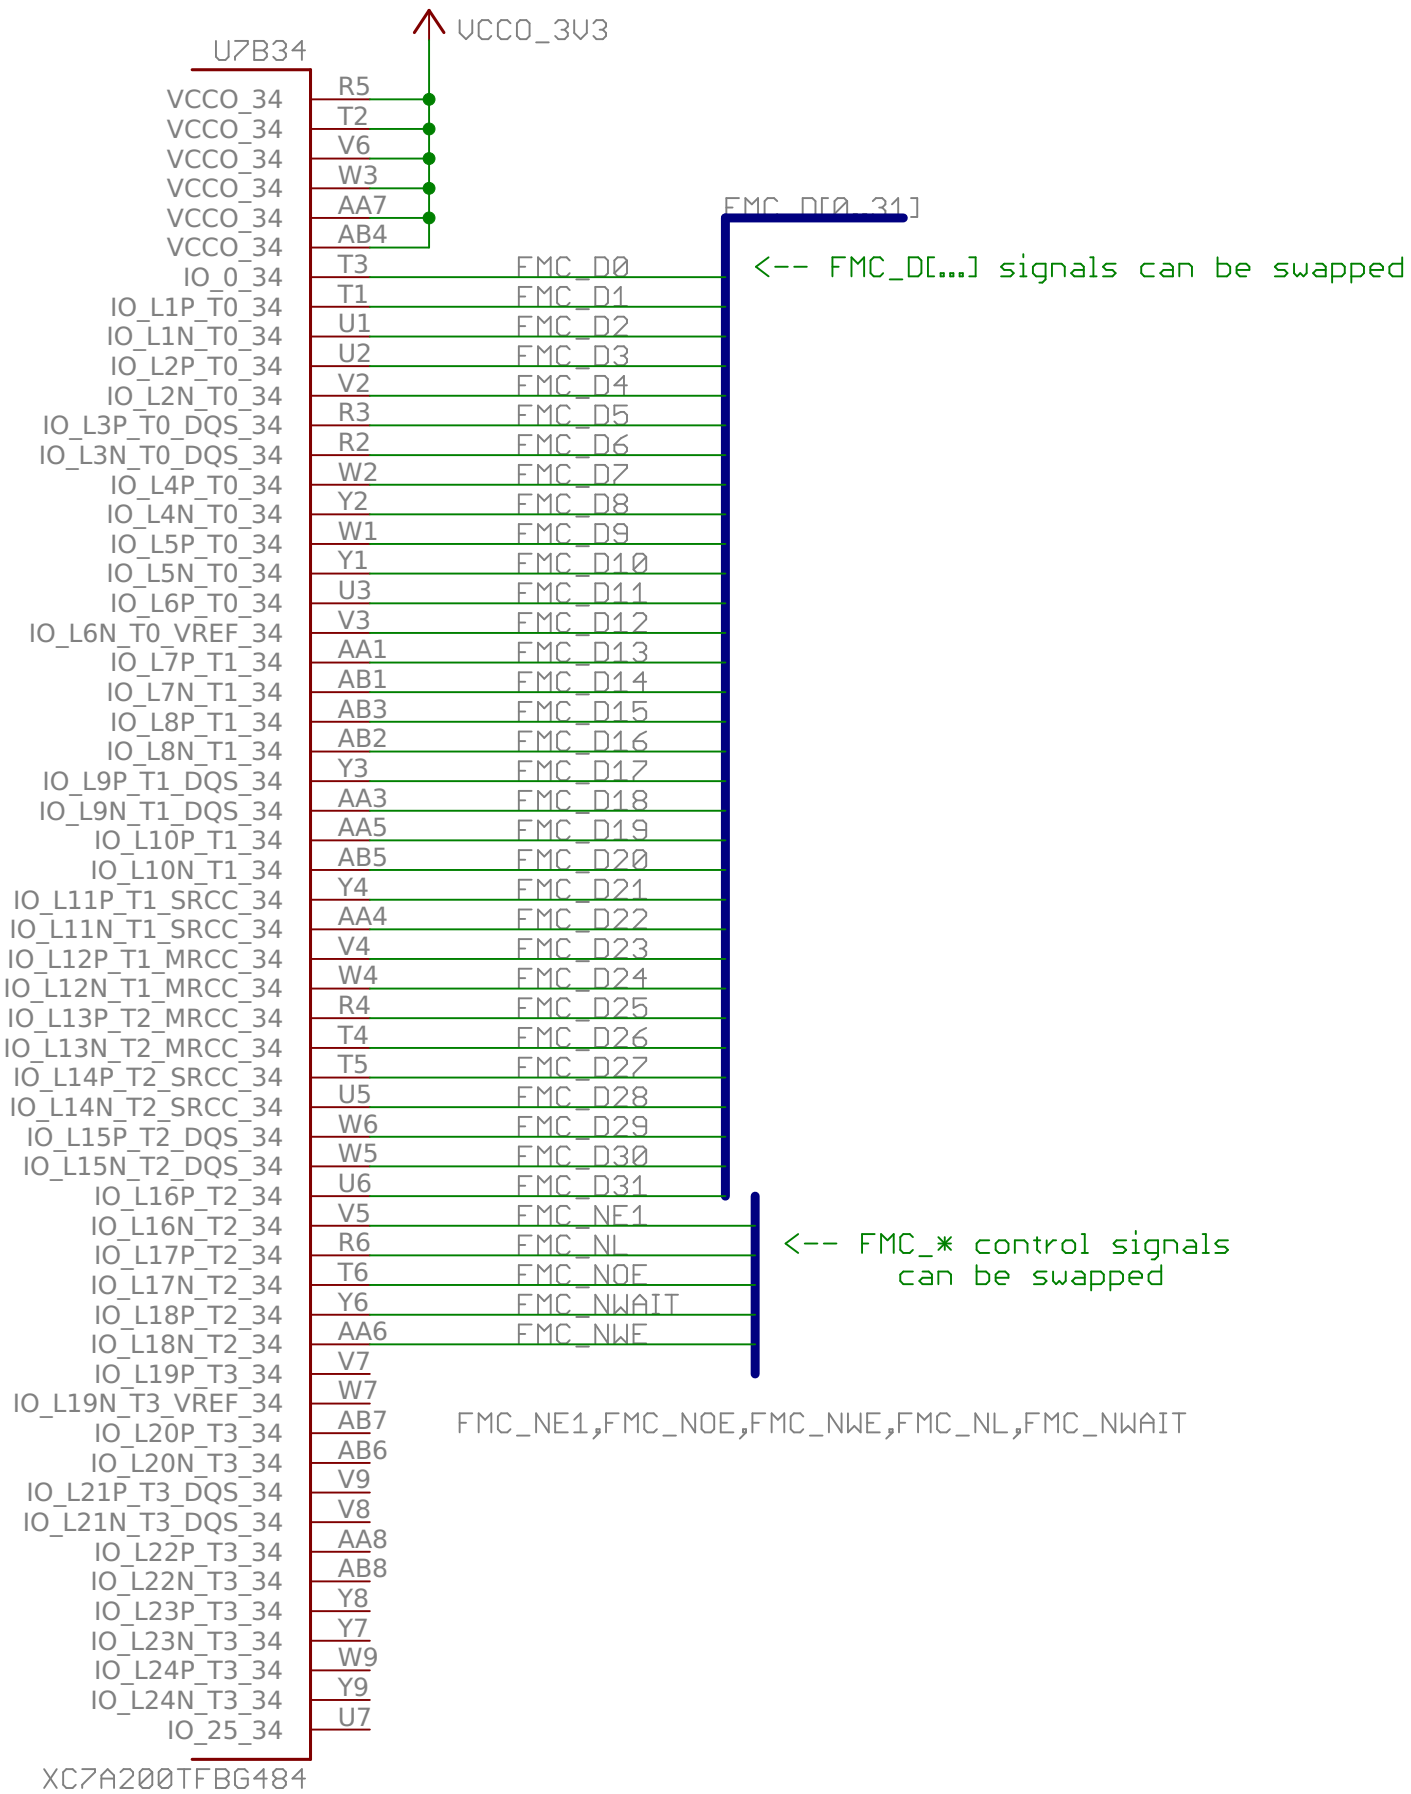 VCCO_3V3
U7B34
VCCO_34 R5
VCCO_34 T2
VCCO_34 V6
VCCO_34 W3
VCCO_34 AA7
FMC_D[0..31]
VCCO_34 AB4
IO_0_34 T3 FMC_D0 <-- FMC_D[...] signals can be swapped
IO_L1P_T0_34 T1 FMC_D1
IO_L1N_T0_34 U1 FMC_D2
IO_L2P_T0_34 U2 FMC_D3
IO_L2N_T0_34 V2 FMC_D4
IO_L3P_T0_DQS_34 R3 FMC_D5
IO_L3N_T0_DQS_34 R2 FMC_D6
IO_L4P_T0_34 W2 FMC_D7
IO_L4N_T0_34 Y2 FMC_D8
IO_L5P_T0_34 W1 FMC_D9
IO_L5N_T0_34 Y1 FMC_D10
IO_L6P_T0_34 U3 FMC_D11
IO_L6N_T0_VREF_34 V3 FMC_D12
IO_L7P_T1_34 AA1 FMC_D13
IO_L7N_T1_34 AB1 FMC_D14
IO_L8P_T1_34 AB3 FMC_D15
IO_L8N_T1_34 AB2 FMC_D16
IO_L9P_T1_DQS_34 Y3 FMC_D17
IO_L9N_T1_DQS_34 AA3 FMC_D18
IO_L10P_T1_34 AA5 FMC_D19
IO_L10N_T1_34 AB5 FMC_D20
IO_L11P_T1_SRCC_34 Y4 FMC_D21
IO_L11N_T1_SRCC_34 AA4 FMC_D22
IO_L12P_T1_MRCC_34 V4 FMC_D23
IO_L12N_T1_MRCC_34 W4 FMC_D24
IO_L13P_T2_MRCC_34 R4 FMC_D25
IO_L13N_T2_MRCC_34 T4 FMC_D26
IO_L14P_T2_SRCC_34 T5 FMC_D27
IO_L14N_T2_SRCC_34 U5 FMC_D28
IO_L15P_T2_DQS_34 W6 FMC_D29
IO_L15N_T2_DQS_34 W5 FMC_D30
IO_L16P_T2_34 U6 FMC_D31
IO_L16N_T2_34 V5 FMC_NE1
IO_L17P_T2_34 R6 FMC_NL <-- FMC_* control signals
IO_L17N_T2_34 T6 FMC_NOE can be swapped
IO_L18P_T2_34 Y6 FMC_NWAIT
IO_L18N_T2_34 AA6 FMC_NWE
IO_L19P_T3_34 V7
IO_L19N_T3_VREF_34 W7
IO_L20P_T3_34 AB7 FMC_NE1,FMC_NOE,FMC_NWE,FMC_NL,FMC_NWAIT
IO_L20N_T3_34 AB6
IO_L21P_T3_DQS_34 V9
IO_L21N_T3_DQS_34 V8
IO_L22P_T3_34 AA8
IO_L22N_T3_34 AB8
IO_L23P_T3_34 Y8
IO_L23N_T3_34 Y7
IO_L24P_T3_34 W9
IO_L24N_T3_34 Y9
IO_25_34 U7
XC7A200TFBG484